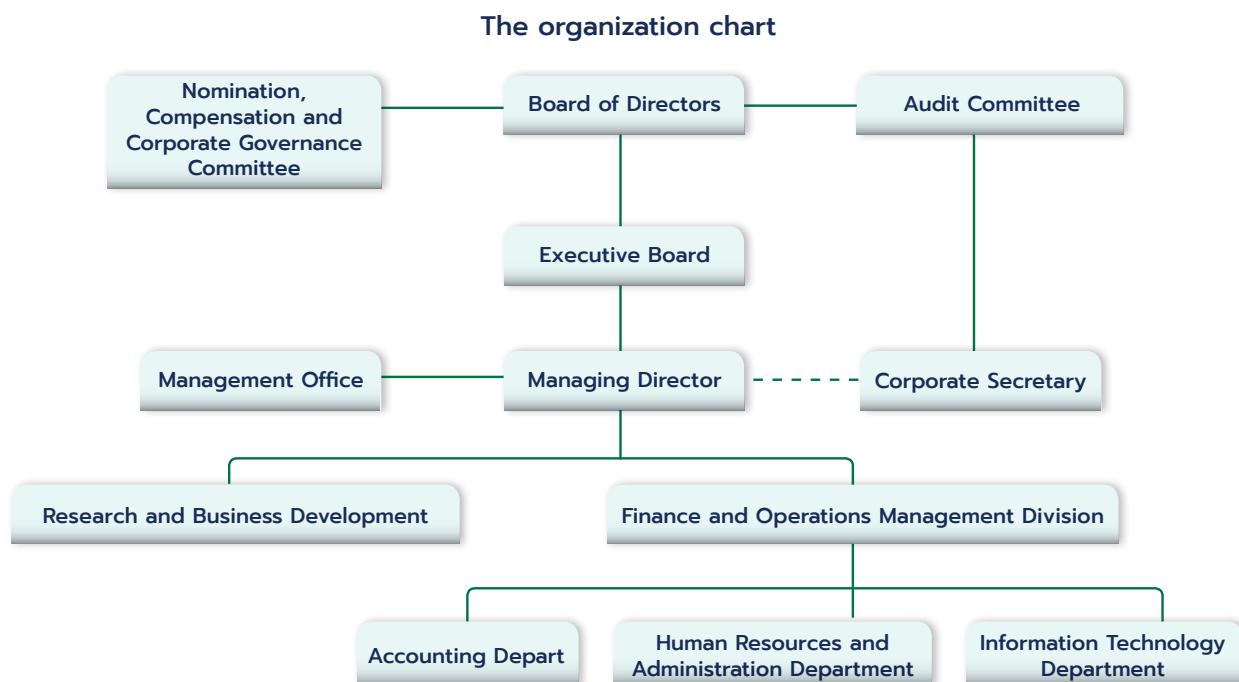 The organization chart
Nomination,
Compensation and
Corporate Governance
Committee
Board of Directors
Audit Committee
Executive Board
Management Office
Managing Director
Corporate Secretary
Research and Business Development
Finance and Operations Management Division
Accounting Depart
Human Resources and
Administration Department
Information Technology
Department